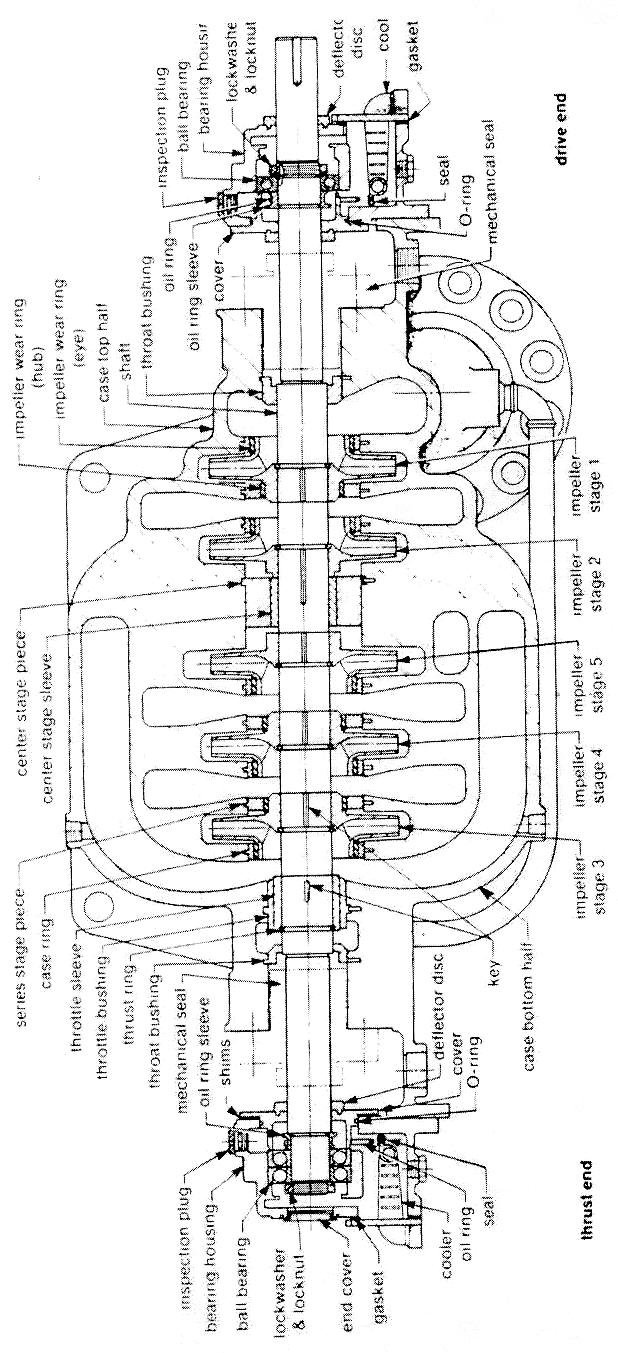 series stage piece
case ring
throttle sleeve
throttle bushing
thrust ring
throat bushing
mechanical seal
oil ring sleeve
shims
inspection plug
bearing housing
ball bearing
lockwasher
& locknut
end cover
gasket
cooler
oil ring
seal
deflector disc
cover
O-ring
key
case bottom half
center stage piece
center stage sleeve
impeller wear ring
(hub)
impeller wear ring
(eye)
case top half
shaft
throat bushing
oil ring
oil ring sleeve
cover
inspection plug
ball bearing
bearing housir
lockwashe
& locknut
deflectc
disc
cool
gasket
seal
O-ring
mechanical seal
impeller
stage 3
impeller
stage 4
impeller
stage 5
impeller
stage 2
impeller
stage 1
thrust end
drive end